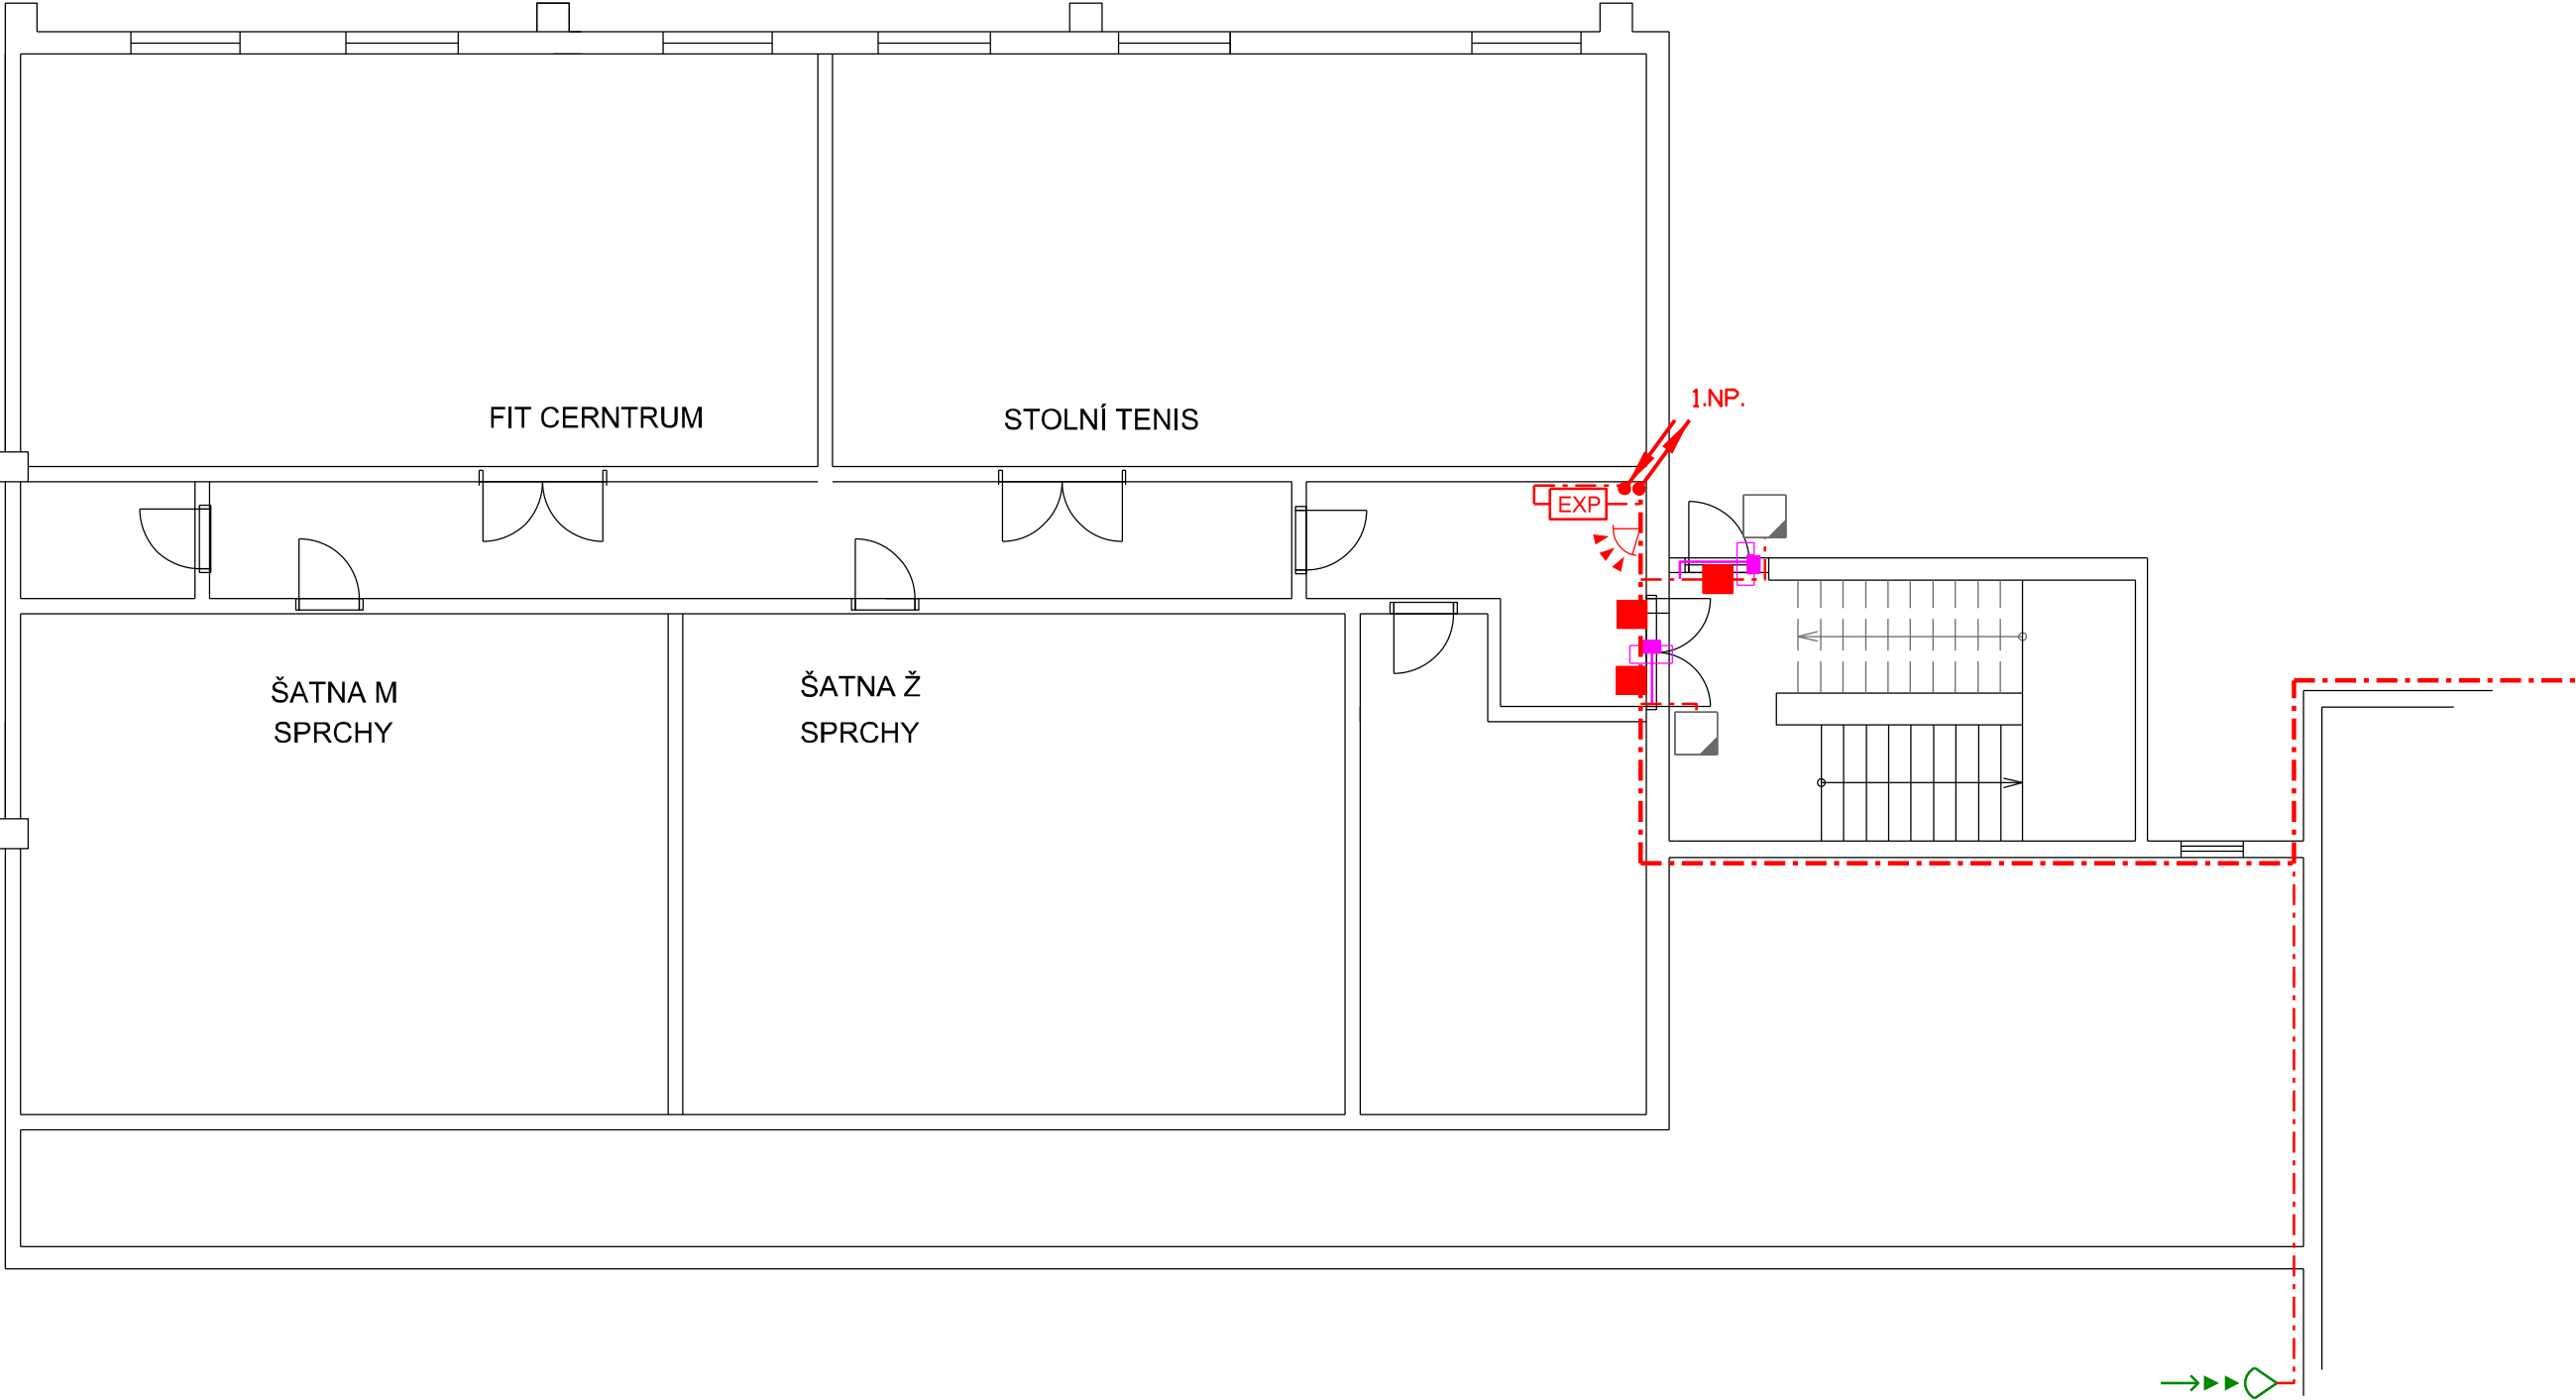 1.NP.
FIT CERNTRUM
STOLNÍ TENIS
EXP
ŠATNA M
SPRCHY
ŠATNA Ž
SPRCHY